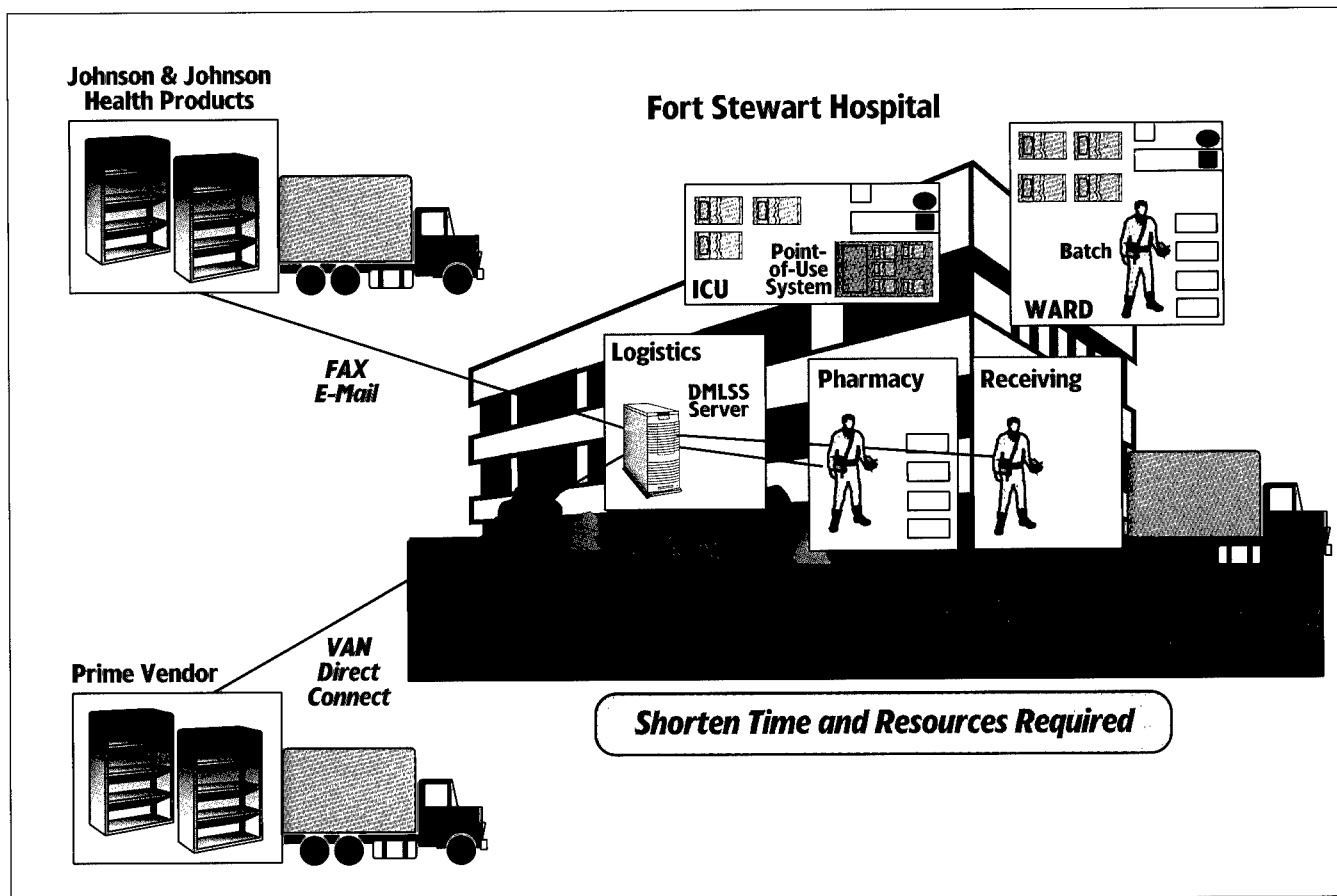 Johnson & Johnson
Health Products
Fort Stewart Hospital
Point-
of-Use
System
ICU
Batch
WARD
FAX
E-Mail
Logistics
DMLSS
Server
Pharmacy
Receiving
VAN
Direct
Connect
Prime Vendor
Shorten Time and Resources Required